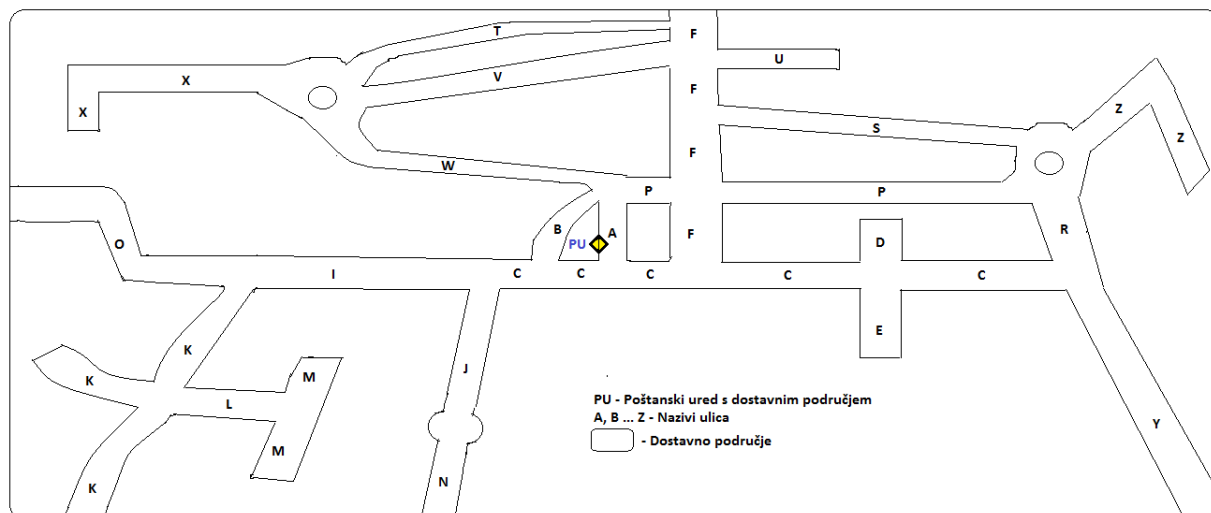 T
F
U
V
X
X
F
Z
S
Z
F
W
P
P
B
A
PU
O
F
D
R
I
C
C
C
C
C
E
K
J
K
L
M
M
K
N
Y
PU - Poštanski ured s dostavnim područjem
A, B ... Z - Nazivi ulica
- Dostavno područje